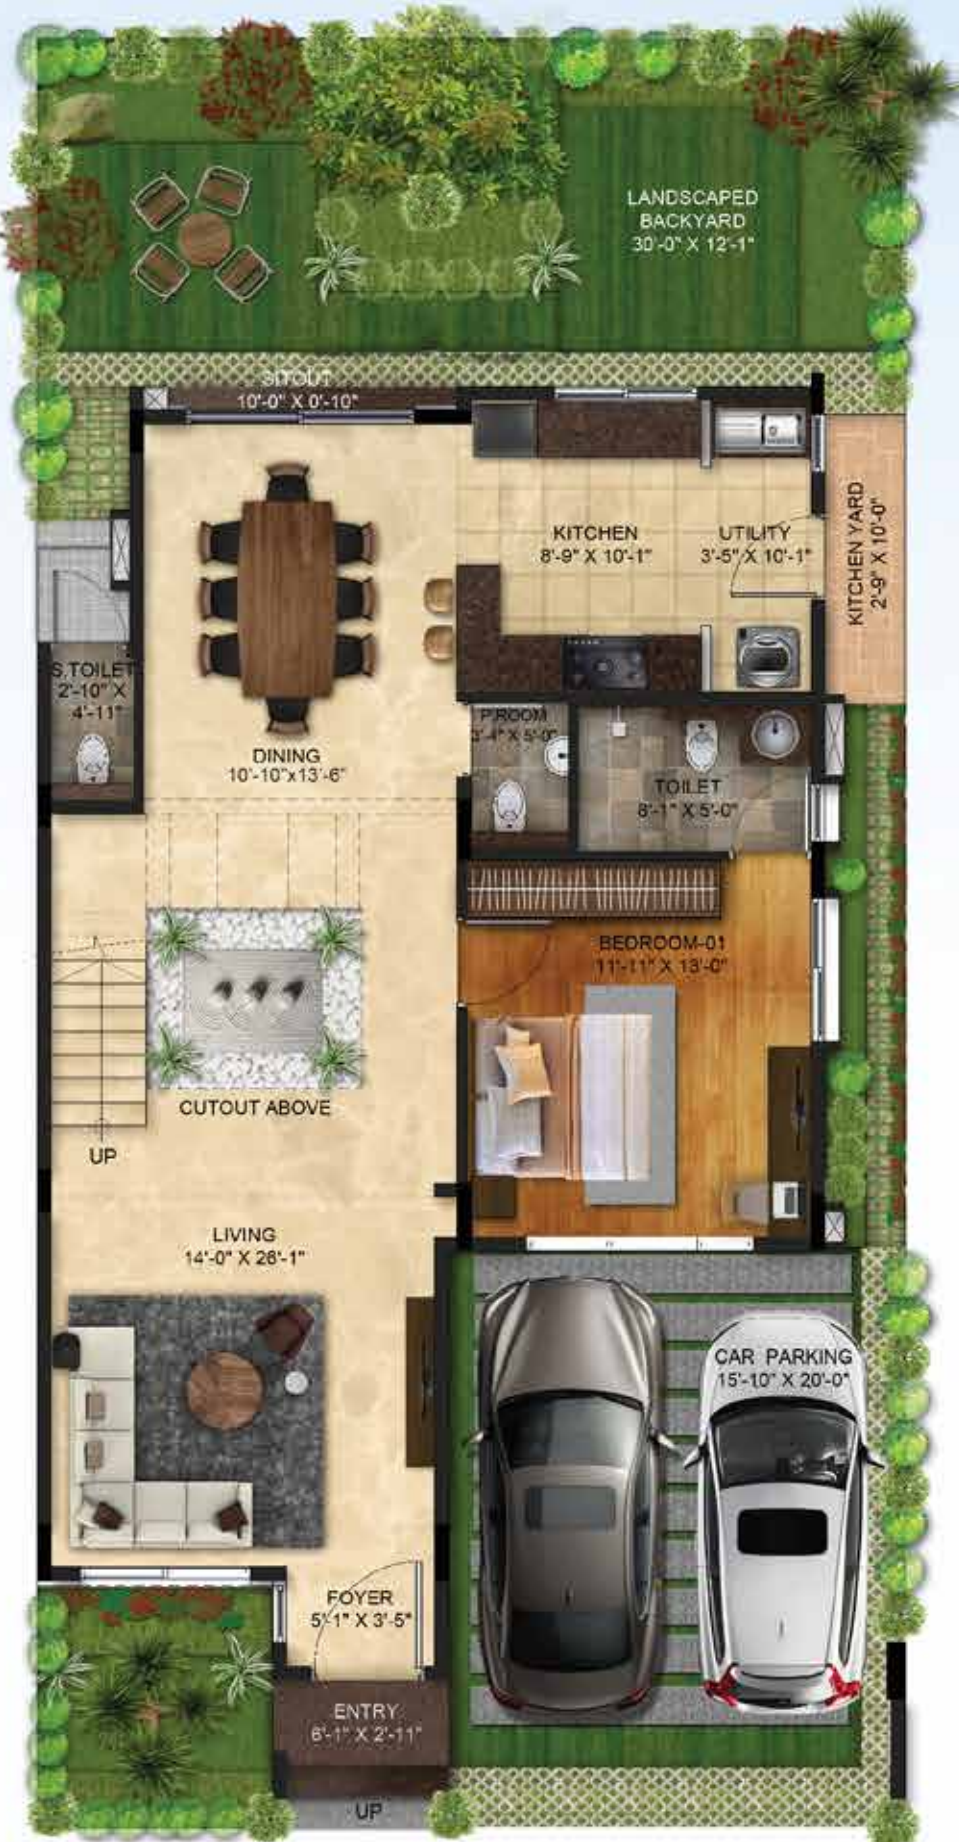 LANDSCAPED
BACKYARD
30'-0" X 12'-1"
SITOUT
10'-0" X 0'-10"
KITCHEN
8'-9" X 10'-1"
UTILITY
3'-5" X 10'-1"
KITCHEN YARD
2'-9" X 10'-0"
S.TOILET
2'-10" X
4'-11"
P.ROOM
3'-4" X 5'-0"
DINING
10'-10"x13'-6"
TOILET
8'-1" X 5'-0"
BEDROOM-01
11'-11" X 13'-0"
CUTOUT ABOVE
UP
LIVING
14'-0" X 26'-1"
CAR PARKING
15'-10" X 20'-0"
FOYER
5'-1" X 3'-5"
ENTRY
6'-1" X 2'-11"
UP